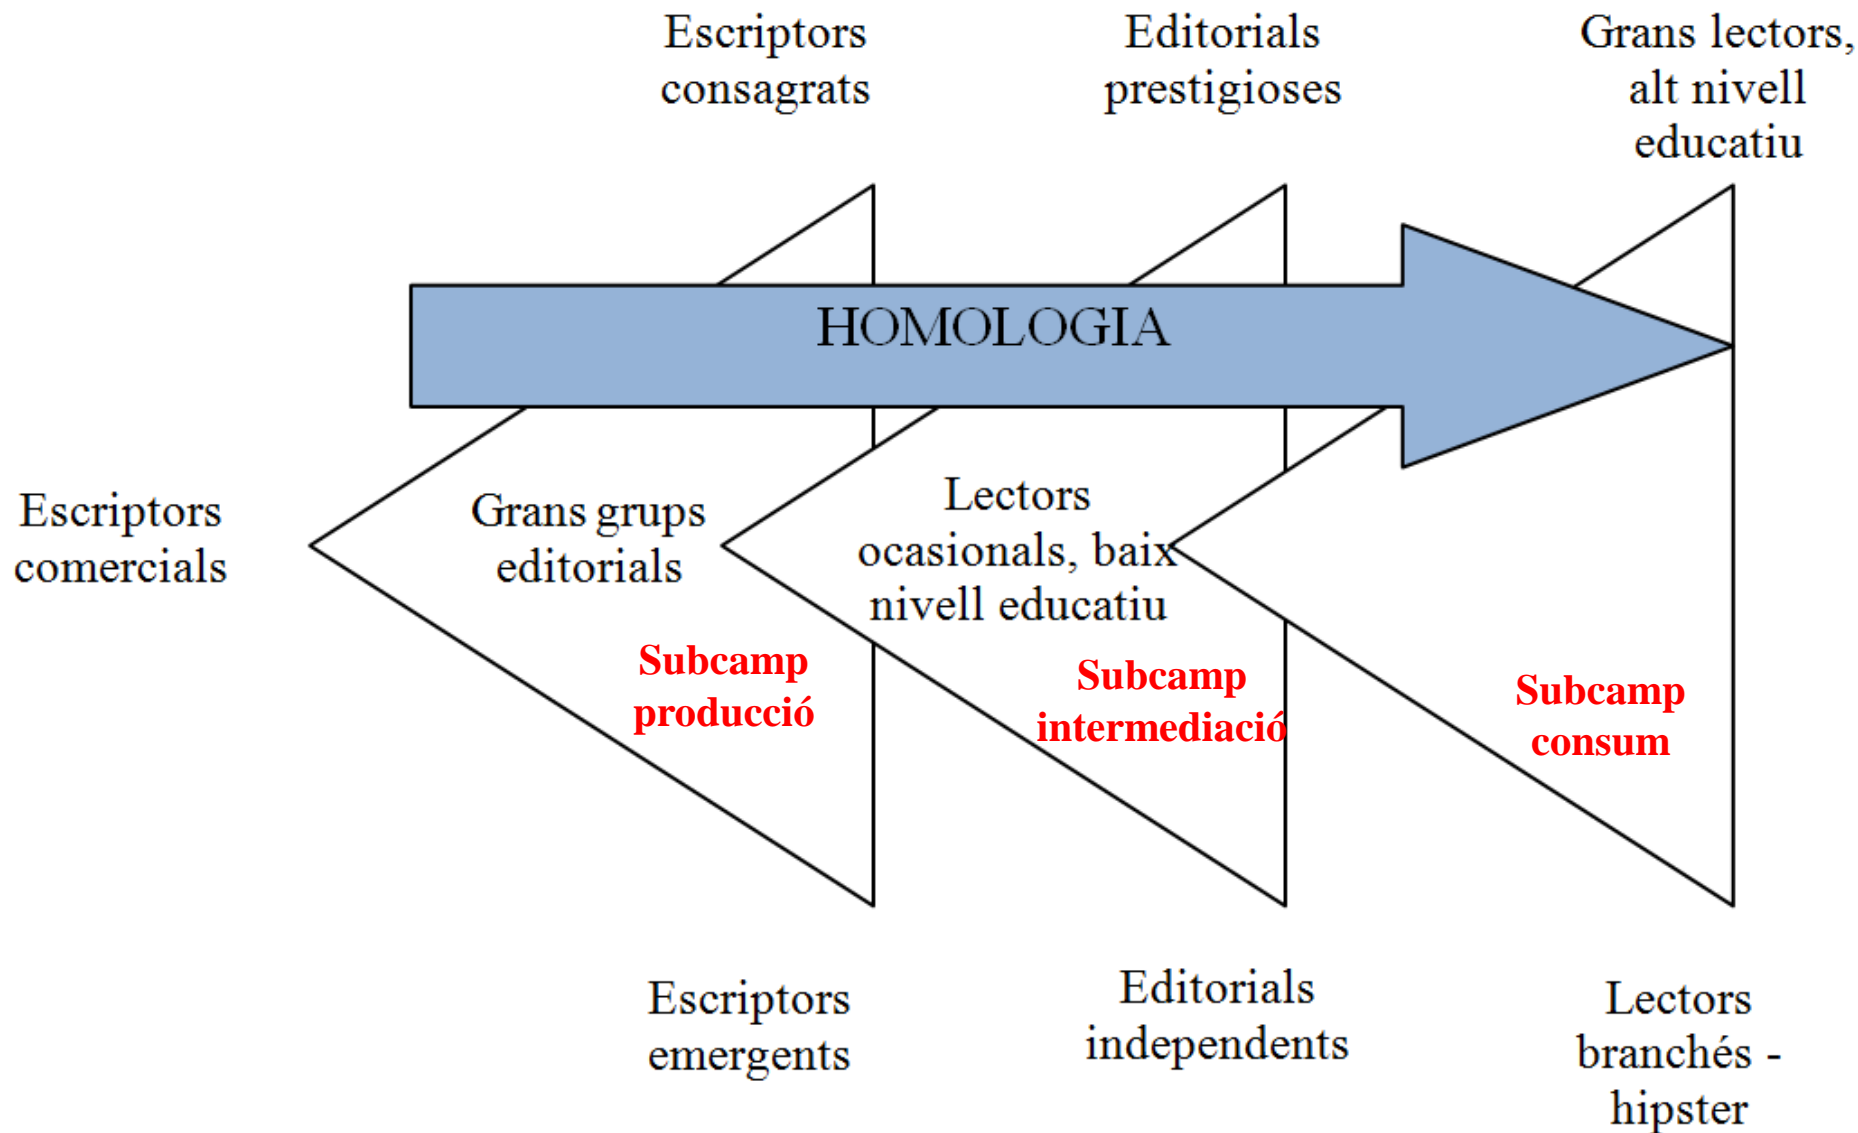 Escriptors
consagrats
Editorials
prestigioses
Grans lectors,
alt nivell
educatiu
HOMOLOGIA
Escriptors
comercials
Grans grups
editorials
Lectors
ocasionals, baix
nivell educatiu
Subcamp
producció
Subcamp
intermediació
Subcamp
consum
Escriptors
emergents
Editorials
independents
Lectors
branchés -
hipster